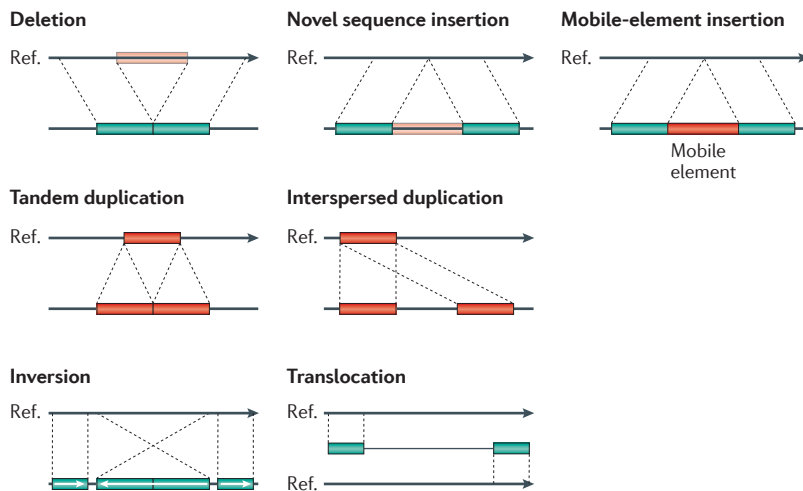 Deletion
Ref.
Novel sequence insertion
Ref.
Mobile-element insertion
Ref.
Mobile
element
Tandem duplication
Ref.
Interspersed duplication
Ref.
Inversion
Ref.
Translocation
Ref.
Ref.